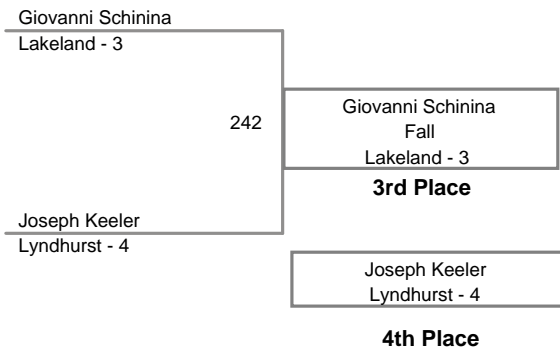 Giovanni Schinina
Lakeland - 3
242
Giovanni Schinina
Fall
Lakeland - 3
3rd Place
Joseph Keeler
Lyndhurst - 4
Joseph Keeler
Lyndhurst - 4
4th Place